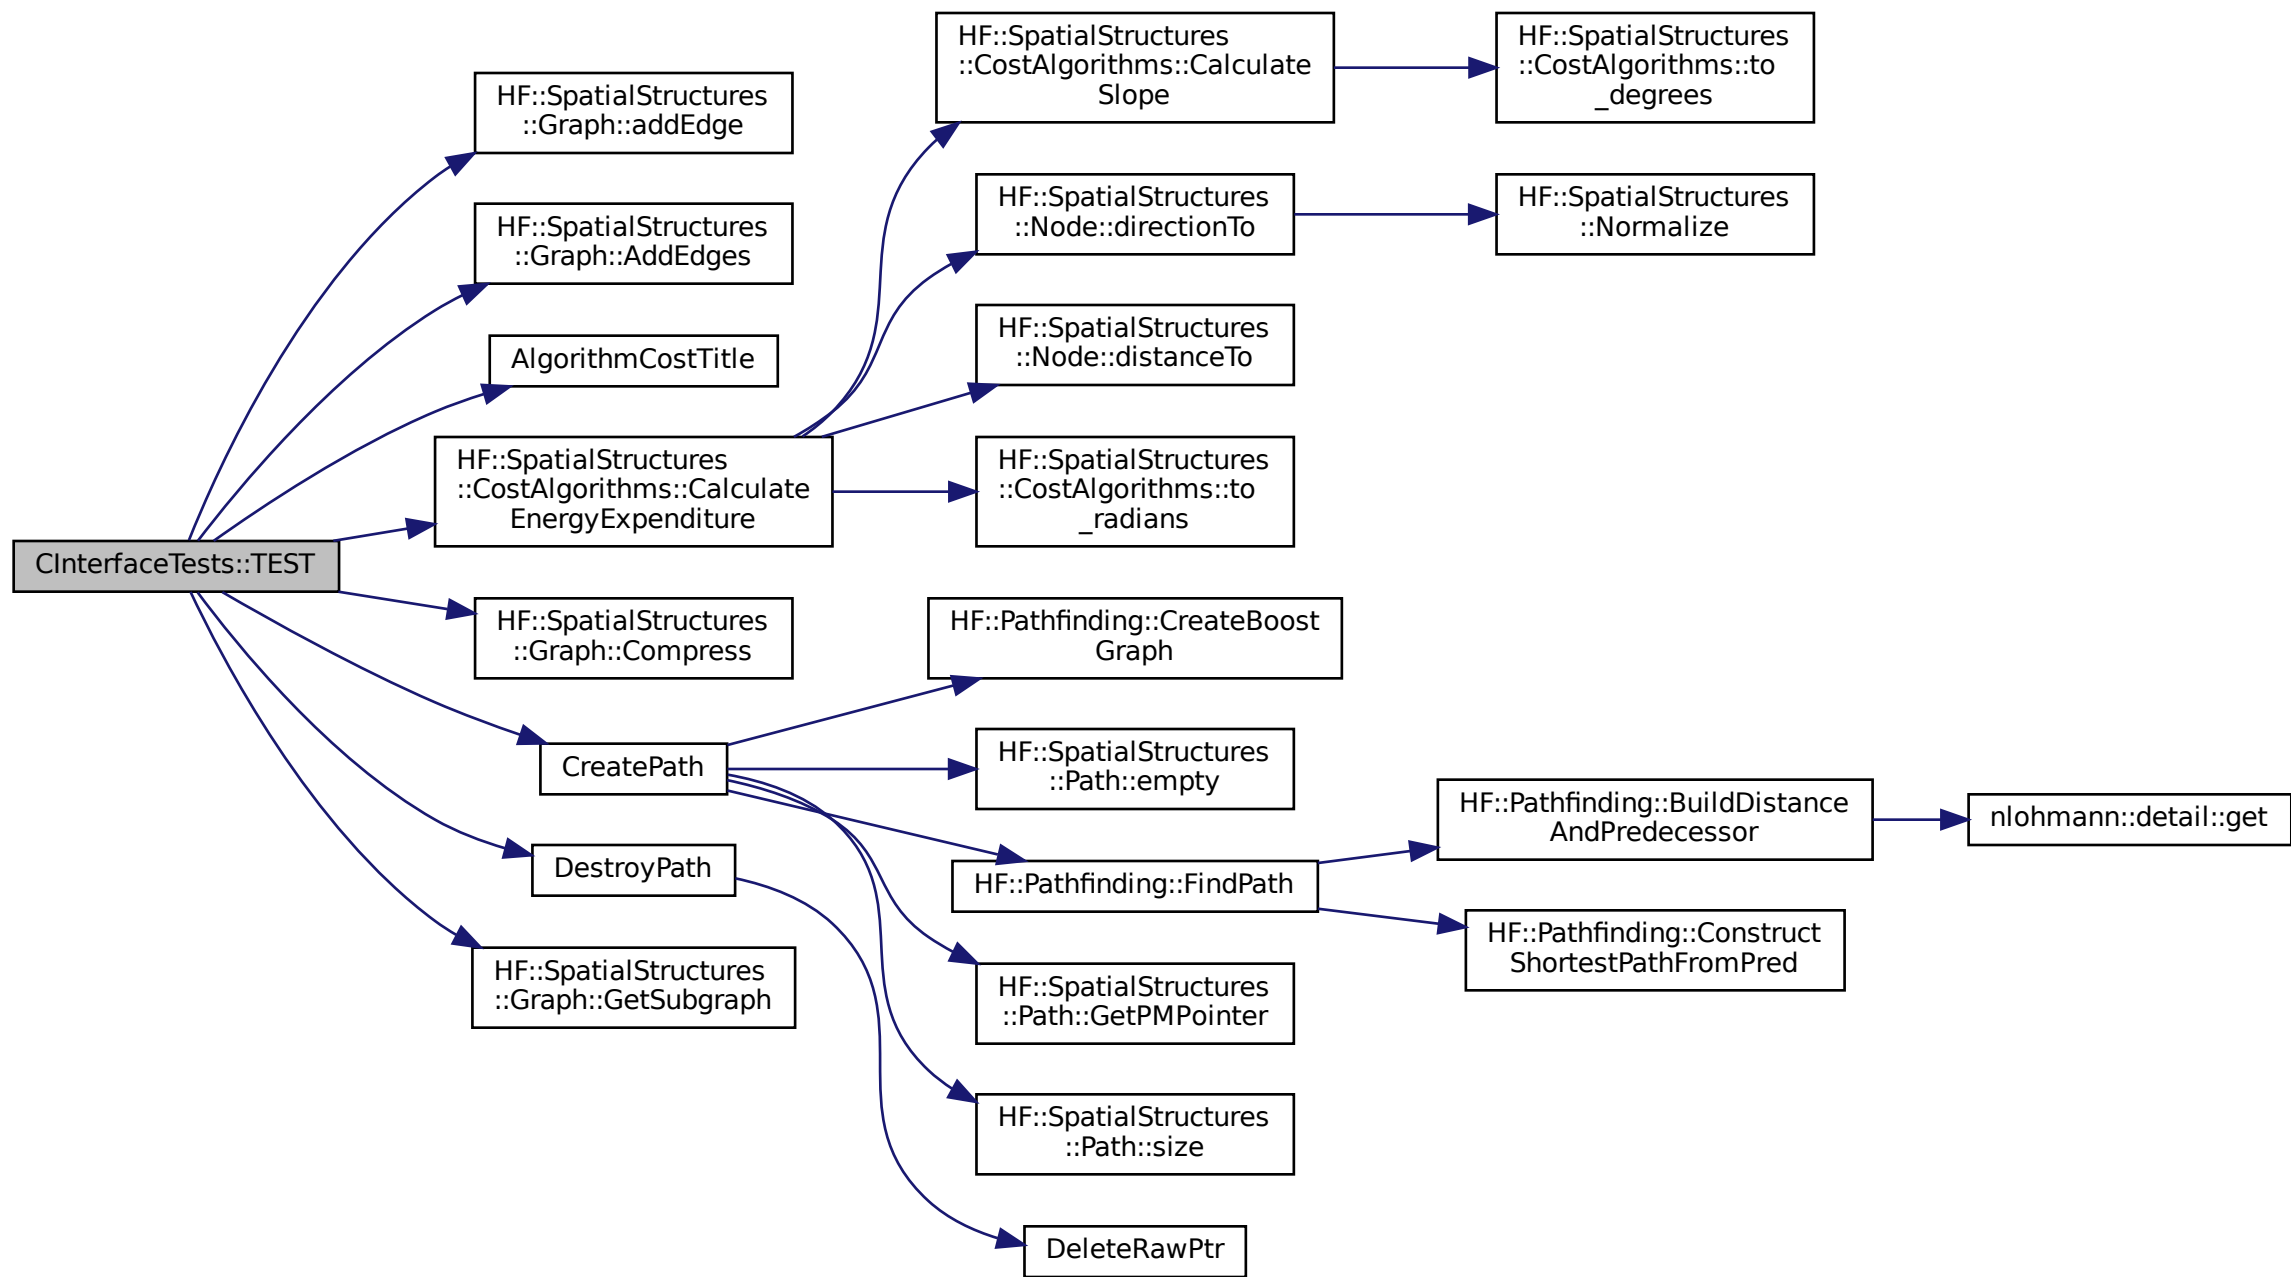 CInterfaceTests::TEST
HF::SpatialStructures
::Graph::addEdge
HF::SpatialStructures
::Graph::AddEdges
AlgorithmCostTitle
HF::SpatialStructures
::CostAlgorithms::Calculate
EnergyExpenditure
HF::SpatialStructures
::Graph::Compress
CreatePath
DestroyPath
HF::SpatialStructures
::Graph::GetSubgraph
HF::SpatialStructures
::CostAlgorithms::Calculate
Slope
HF::SpatialStructures
::Node::directionTo
HF::SpatialStructures
::Node::distanceTo
HF::SpatialStructures
::CostAlgorithms::to
_radians
HF::Pathfinding::CreateBoost
Graph
HF::SpatialStructures
::Path::empty
HF::Pathfinding::FindPath
HF::SpatialStructures
::Path::GetPMPointer
HF::SpatialStructures
::Path::size
DeleteRawPtr
HF::SpatialStructures
::CostAlgorithms::to
_degrees
HF::SpatialStructures
::Normalize
HF::Pathfinding::BuildDistance
AndPredecessor
HF::Pathfinding::Construct
ShortestPathFromPred
nlohmann::detail::get